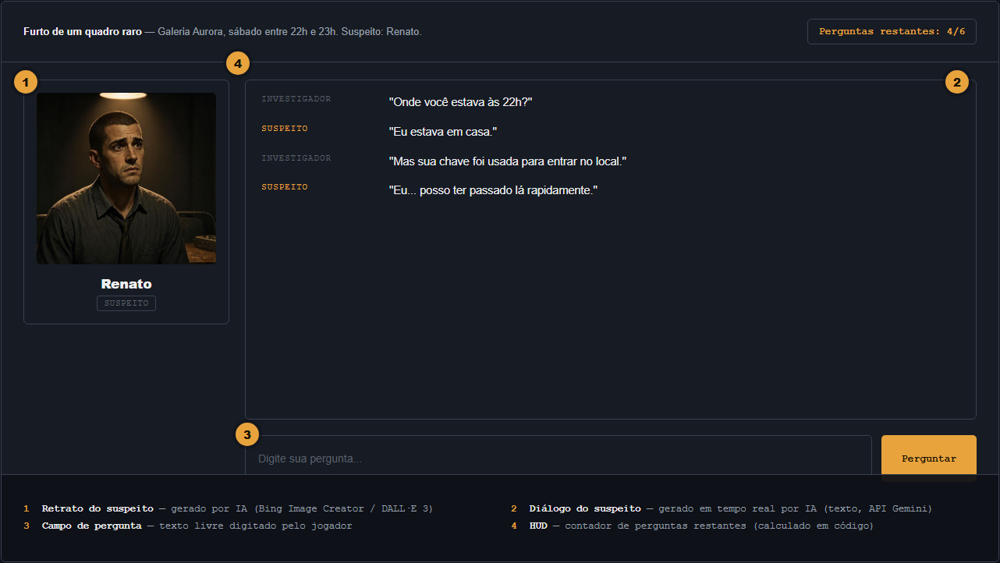 Furto de um quadro raro — Galeria Aurora, sábado entre 22h e 23h. Suspeito: Renato.
Perguntas restantes: 4/6
4
1
2
INVESTIGADOR "Onde você estava às 22h?"
SUSPEITO "Eu estava em casa."
INVESTIGADOR "Mas sua chave foi usada para entrar no local."
SUSPEITO "Eu... posso ter passado lá rapidamente."
Renato
SUSPEITO
3
Digite sua pergunta...
Perguntar
1 Retrato do suspeito — gerado por IA (Bing Image Creator / DALL·E 3)
2 Diálogo do suspeito — gerado em tempo real por IA (texto, API Gemini)
3 Campo de pergunta — texto livre digitado pelo jogador
4 HUD — contador de perguntas restantes (calculado em código)